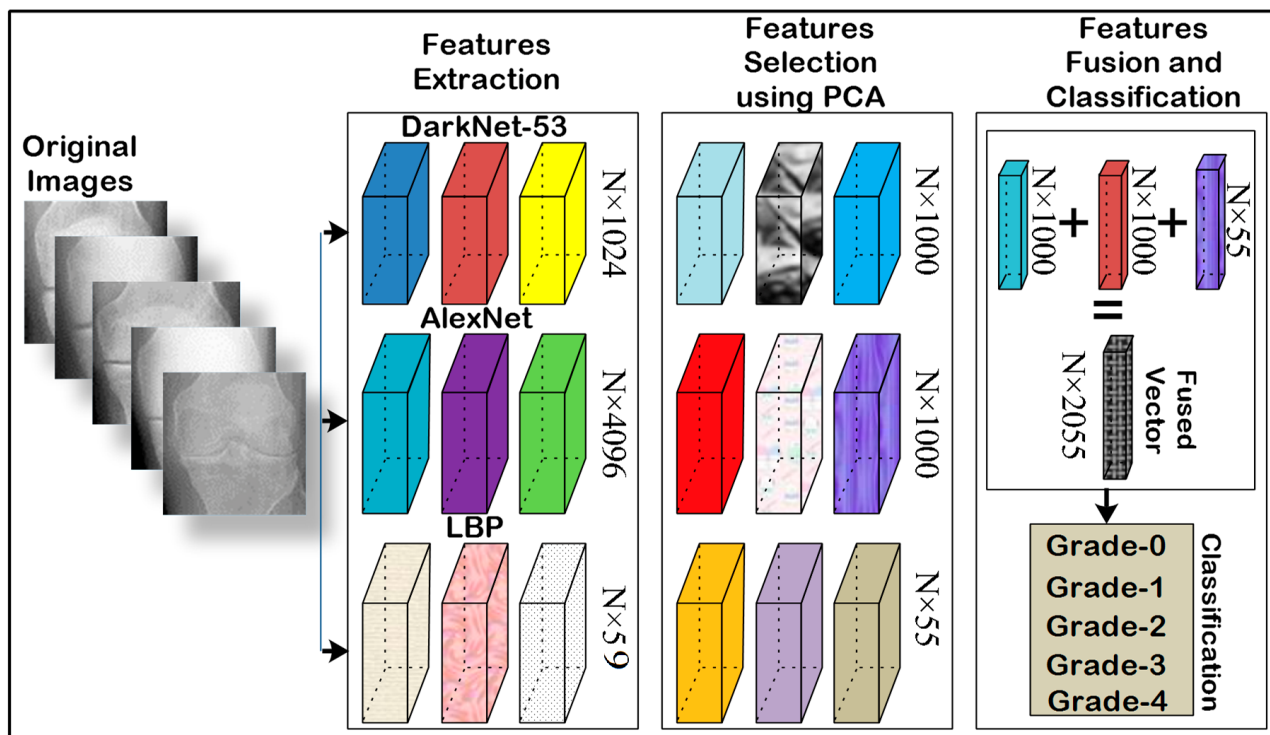 Original
Images
Features
Extraction
DarkNet-53
N×1024
AlexNet
N×4096
LBP
N×59
Features
Selection
using PCA
N×1000
N×1000
N×55
Features
Fusion and
Classification
N×1000
+
N×1000
+
N×55
=
N×2055
Fused
Vector
Grade-0
Grade-1
Grade-2
Grade-3
Grade-4
Classification